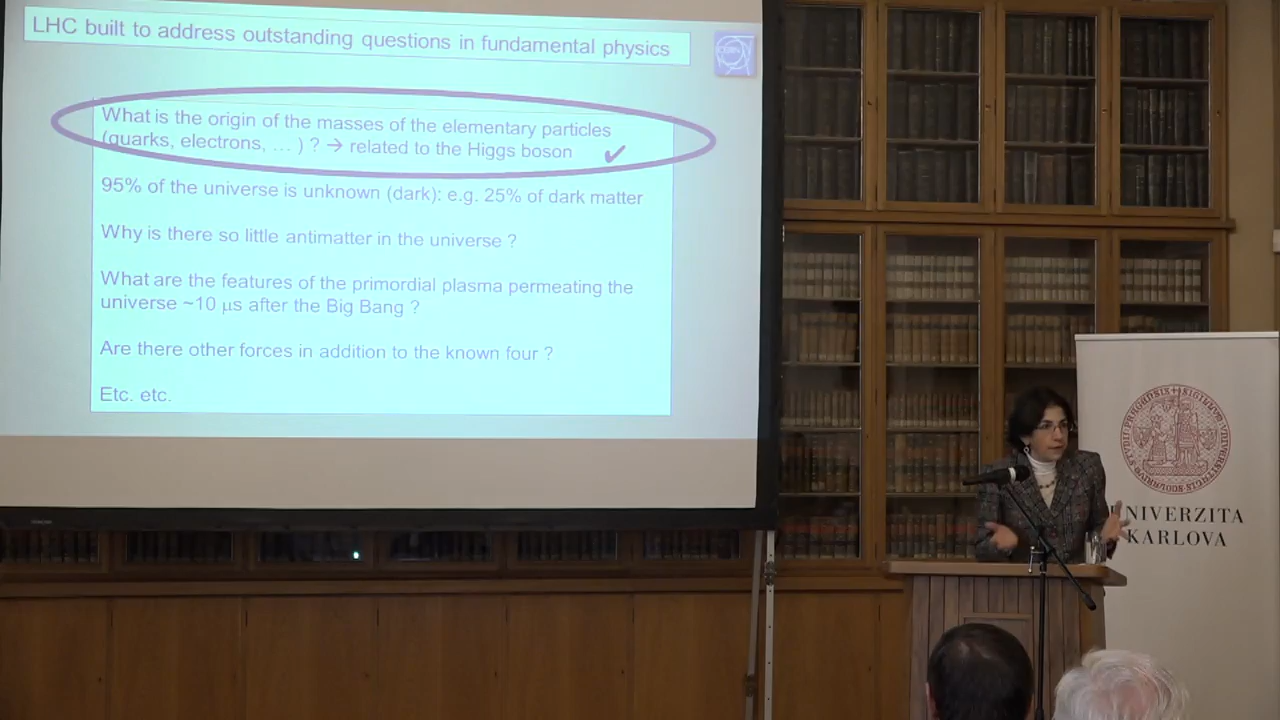 LHC built to address outstanding questions in fundamental physics
CERN
What is the origin of the masses of the elementary particles
(quarks, electrons, ... ) ? → related to the Higgs boson ✓
95% of the universe is unknown (dark): e.g. 25% of dark matter
Why is there so little antimatter in the universe ?
What are the features of the primordial plasma permeating the
universe ~10 μs after the Big Bang ?
Are there other forces in addition to the known four ?
Etc. etc.
UNIVERZITA
KARLOVA